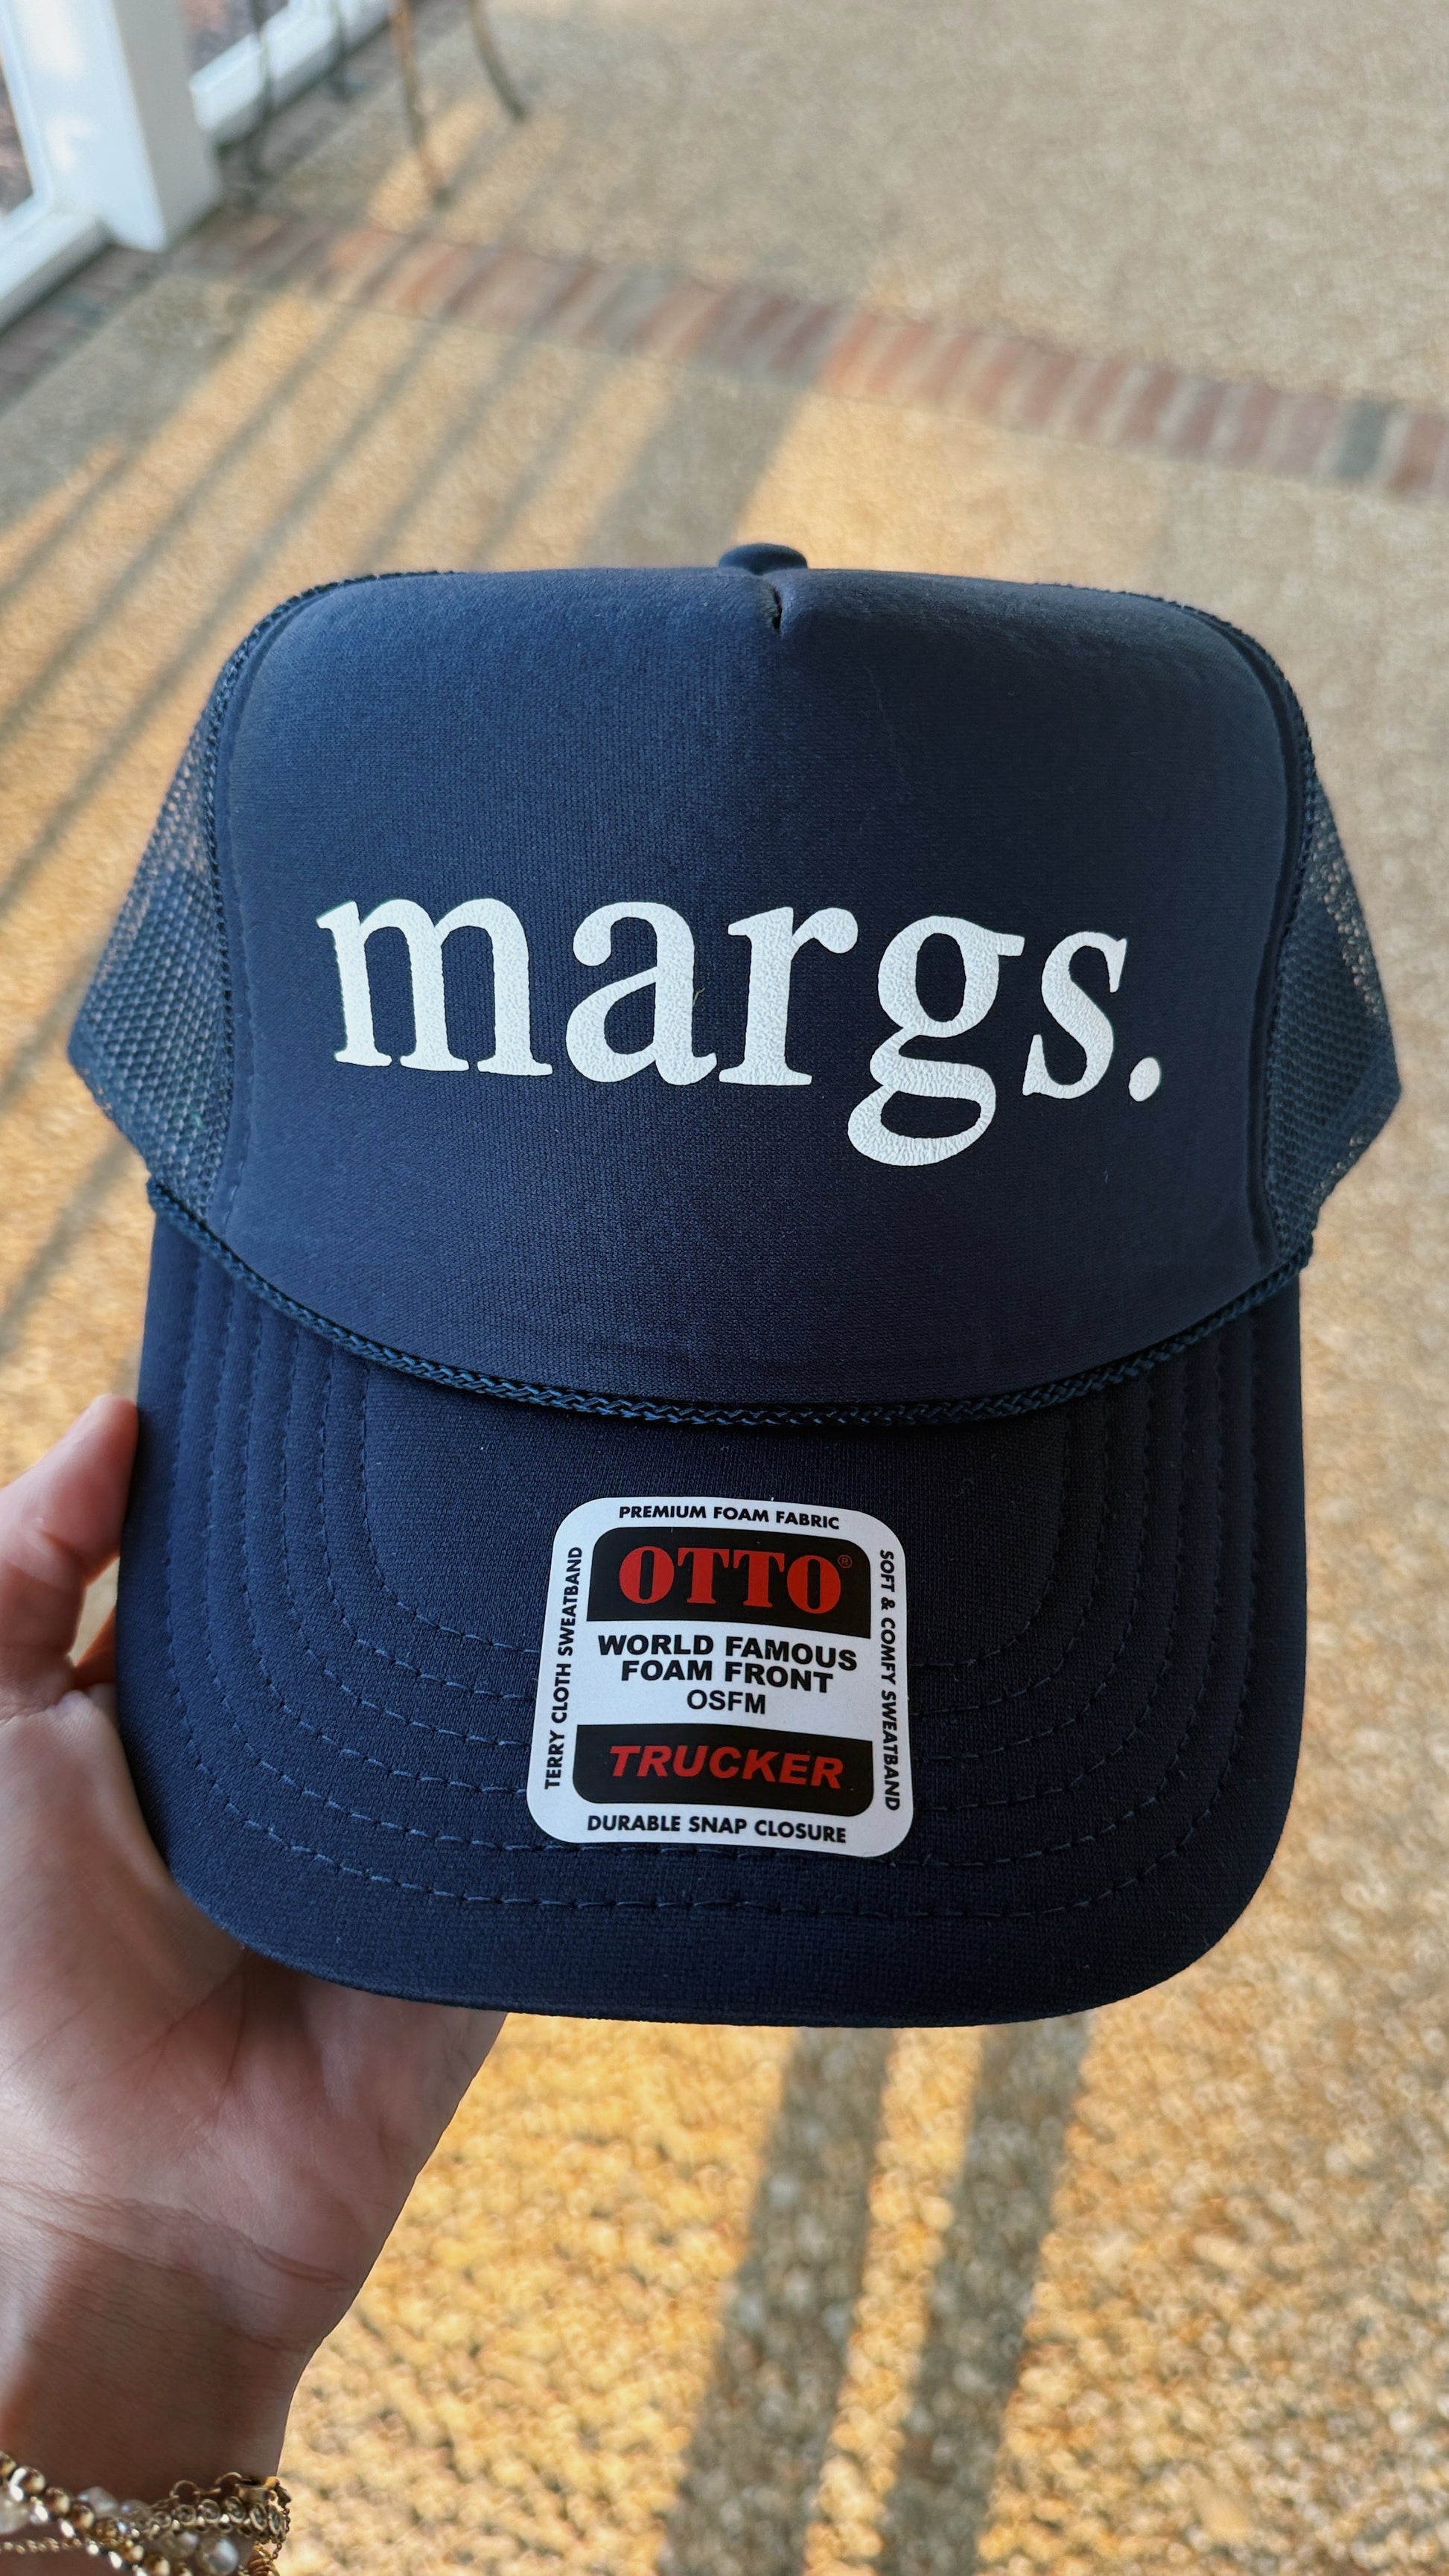 margs.
PREMIUM FOAM FABRIC
OTTO®
TERRY CLOTH SWEATBAND
SOFT & COMFY SWEATBAND
WORLD FAMOUS
FOAM FRONT
OSFM
TRUCKER
DURABLE SNAP CLOSURE